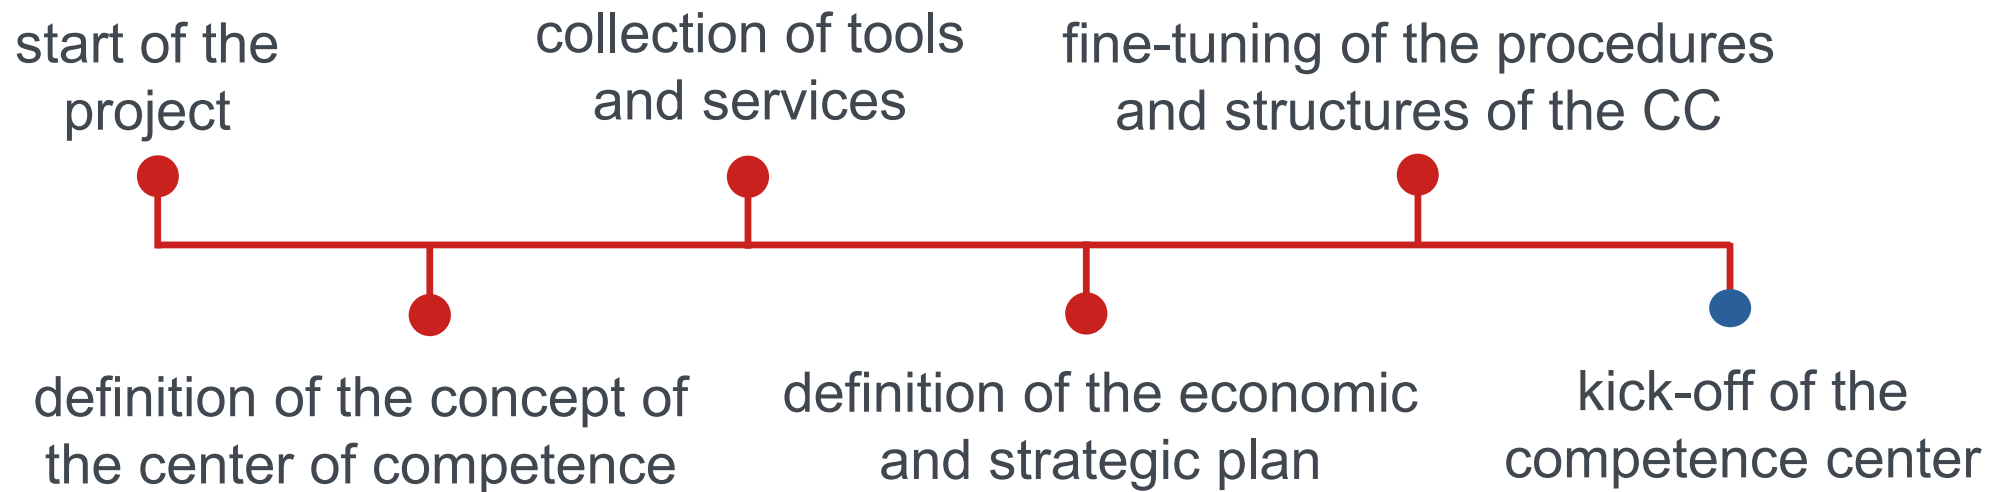 start of the
project
collection of tools
and services
fine-tuning of the procedures
and structures of the CC
definition of the concept of
the center of competence
definition of the economic
and strategic plan
kick-off of the
competence center